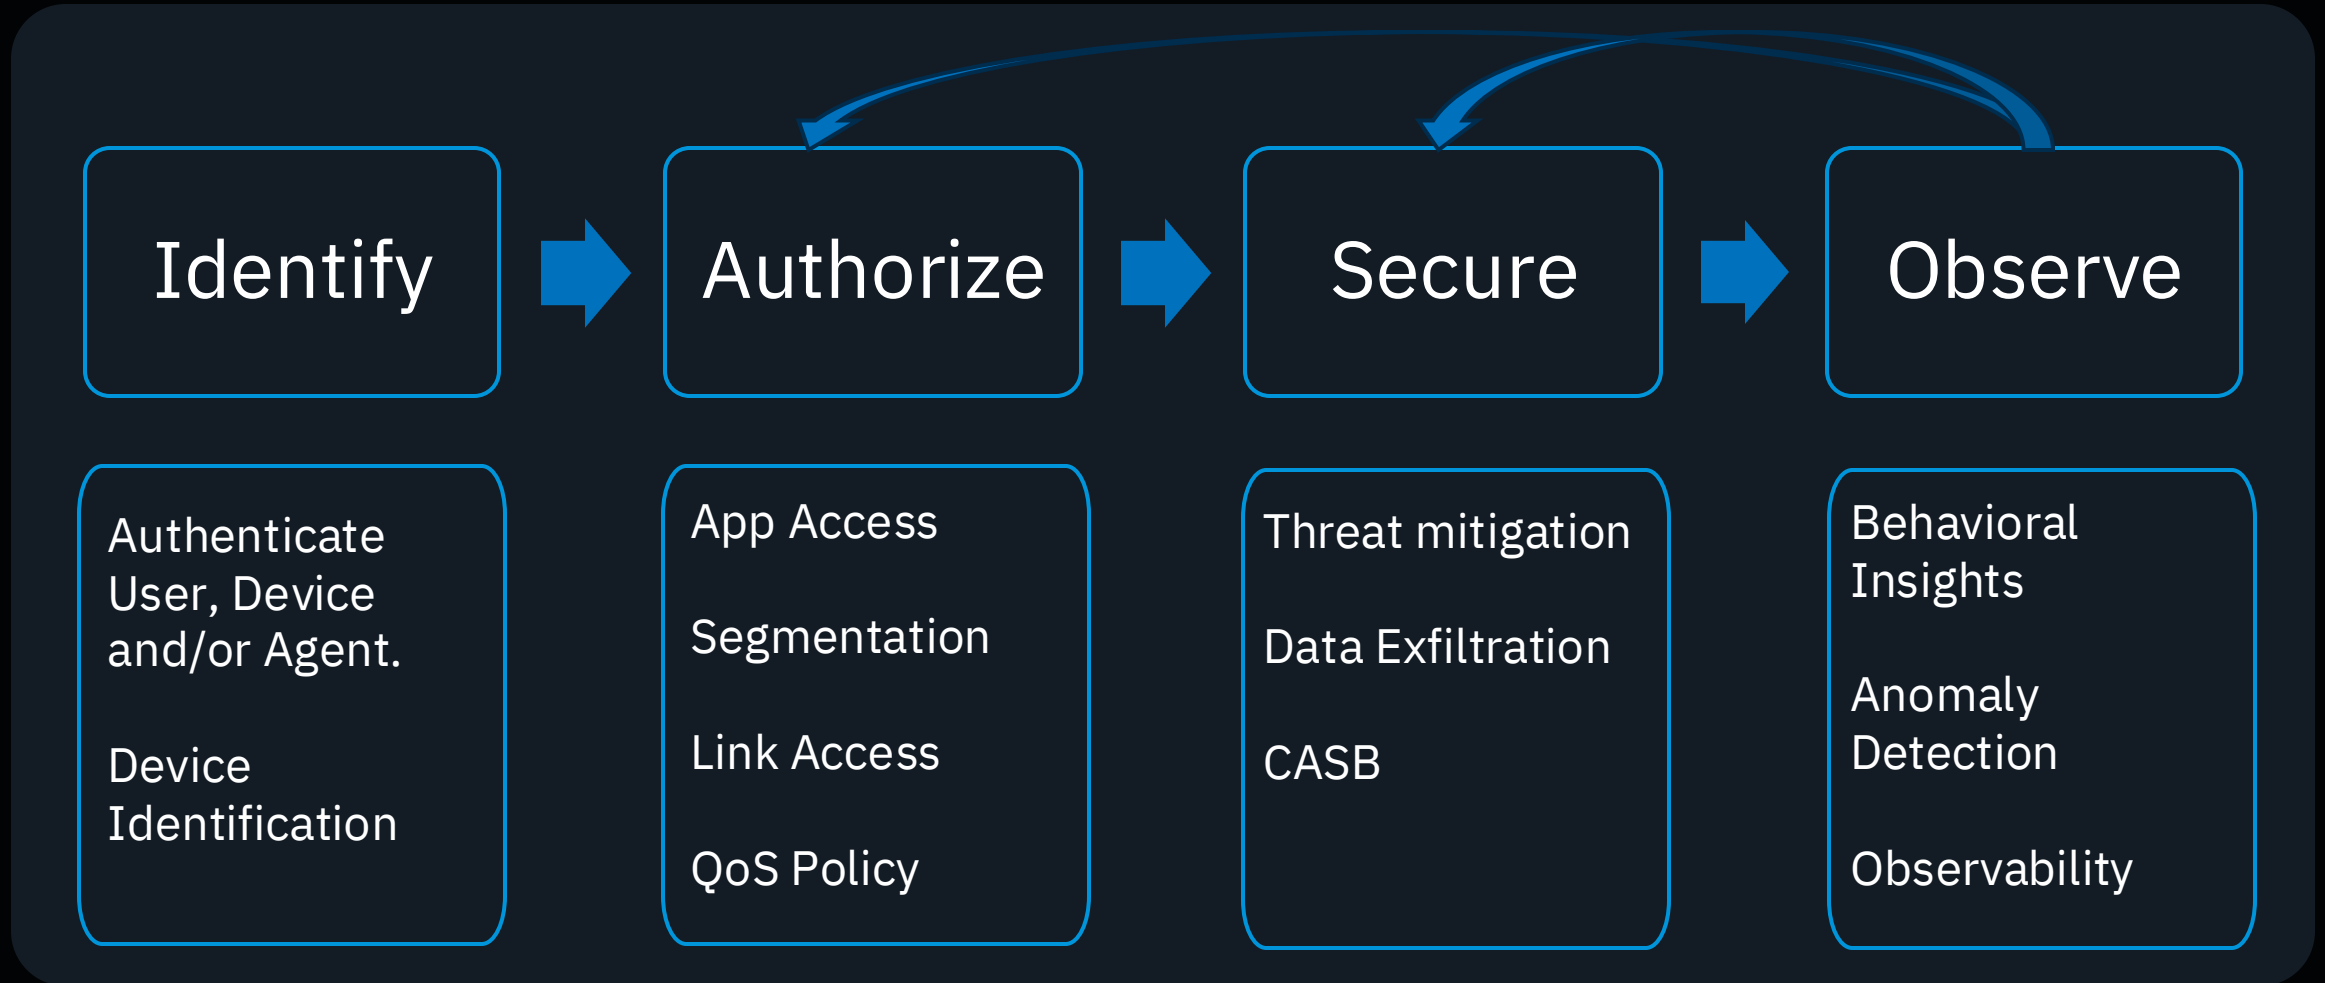 Identify
Authorize
Secure
Observe
Authenticate
User, Device
and/or Agent.
Device
Identification
App Access
Segmentation
Link Access
QoS Policy
Threat mitigation
Data Exfiltration
CASB
Behavioral
Insights
Anomaly
Detection
Observability